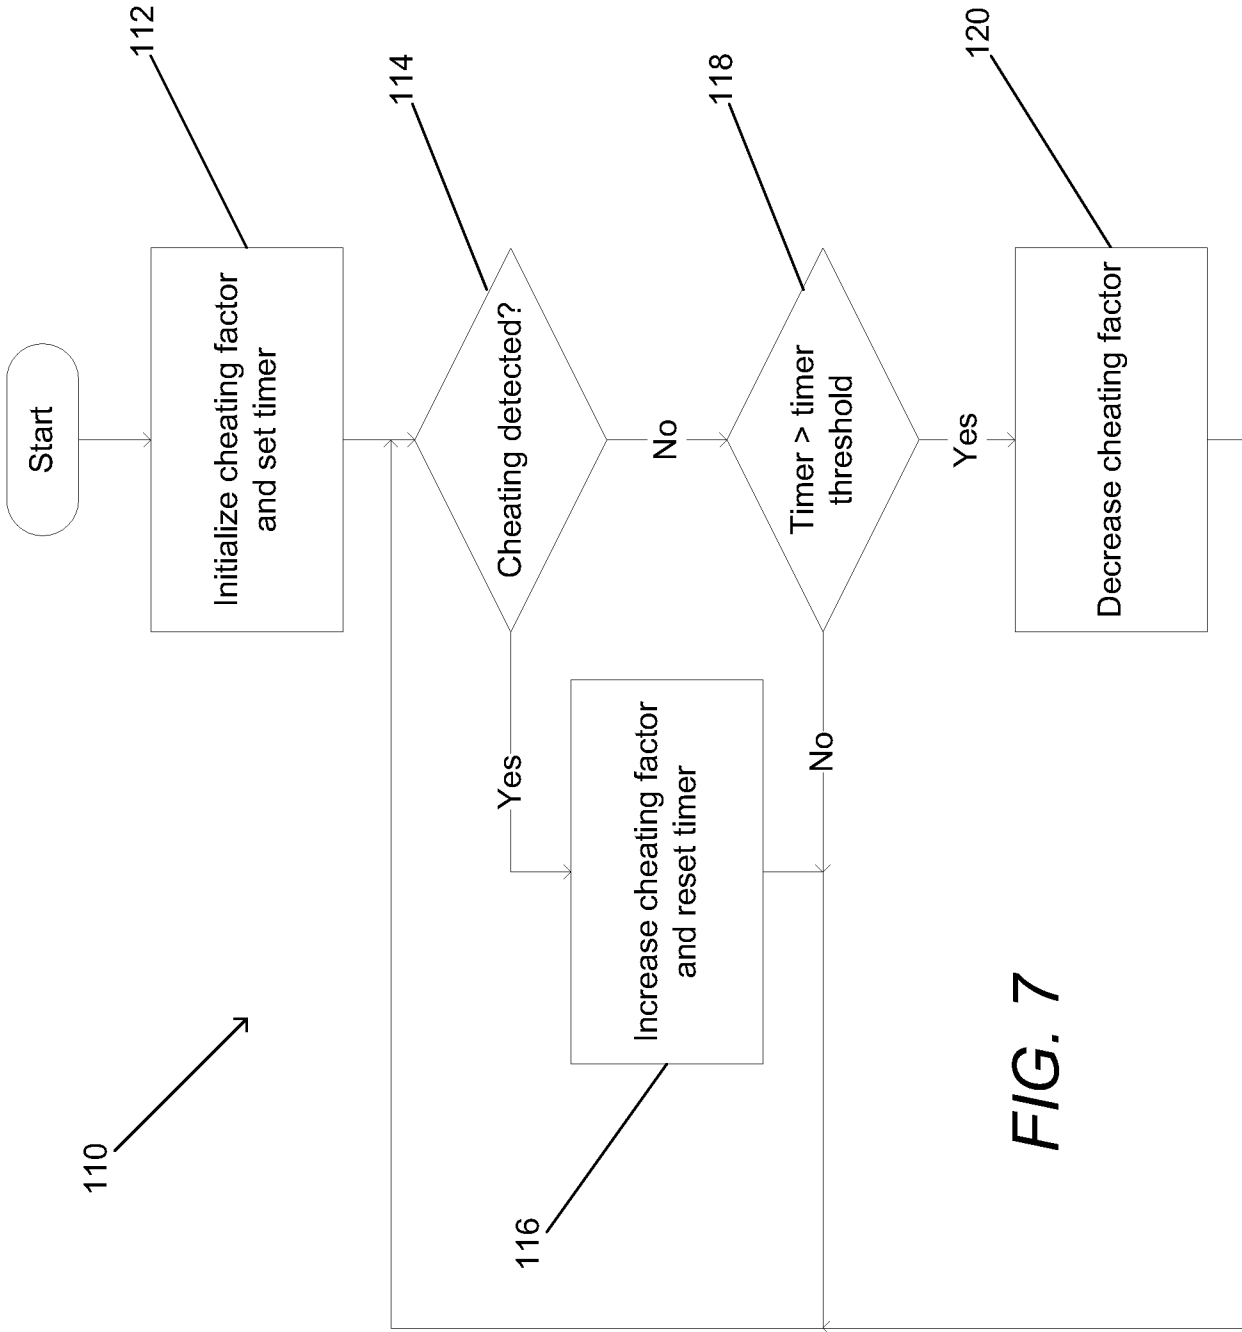 110
Start
Initialize cheating factor
and set timer
112
Cheating detected?
114
Yes
No
Increase cheating factor
and reset timer
116
Timer > timer
threshold
118
No
Yes
Decrease cheating factor
120
FIG. 7